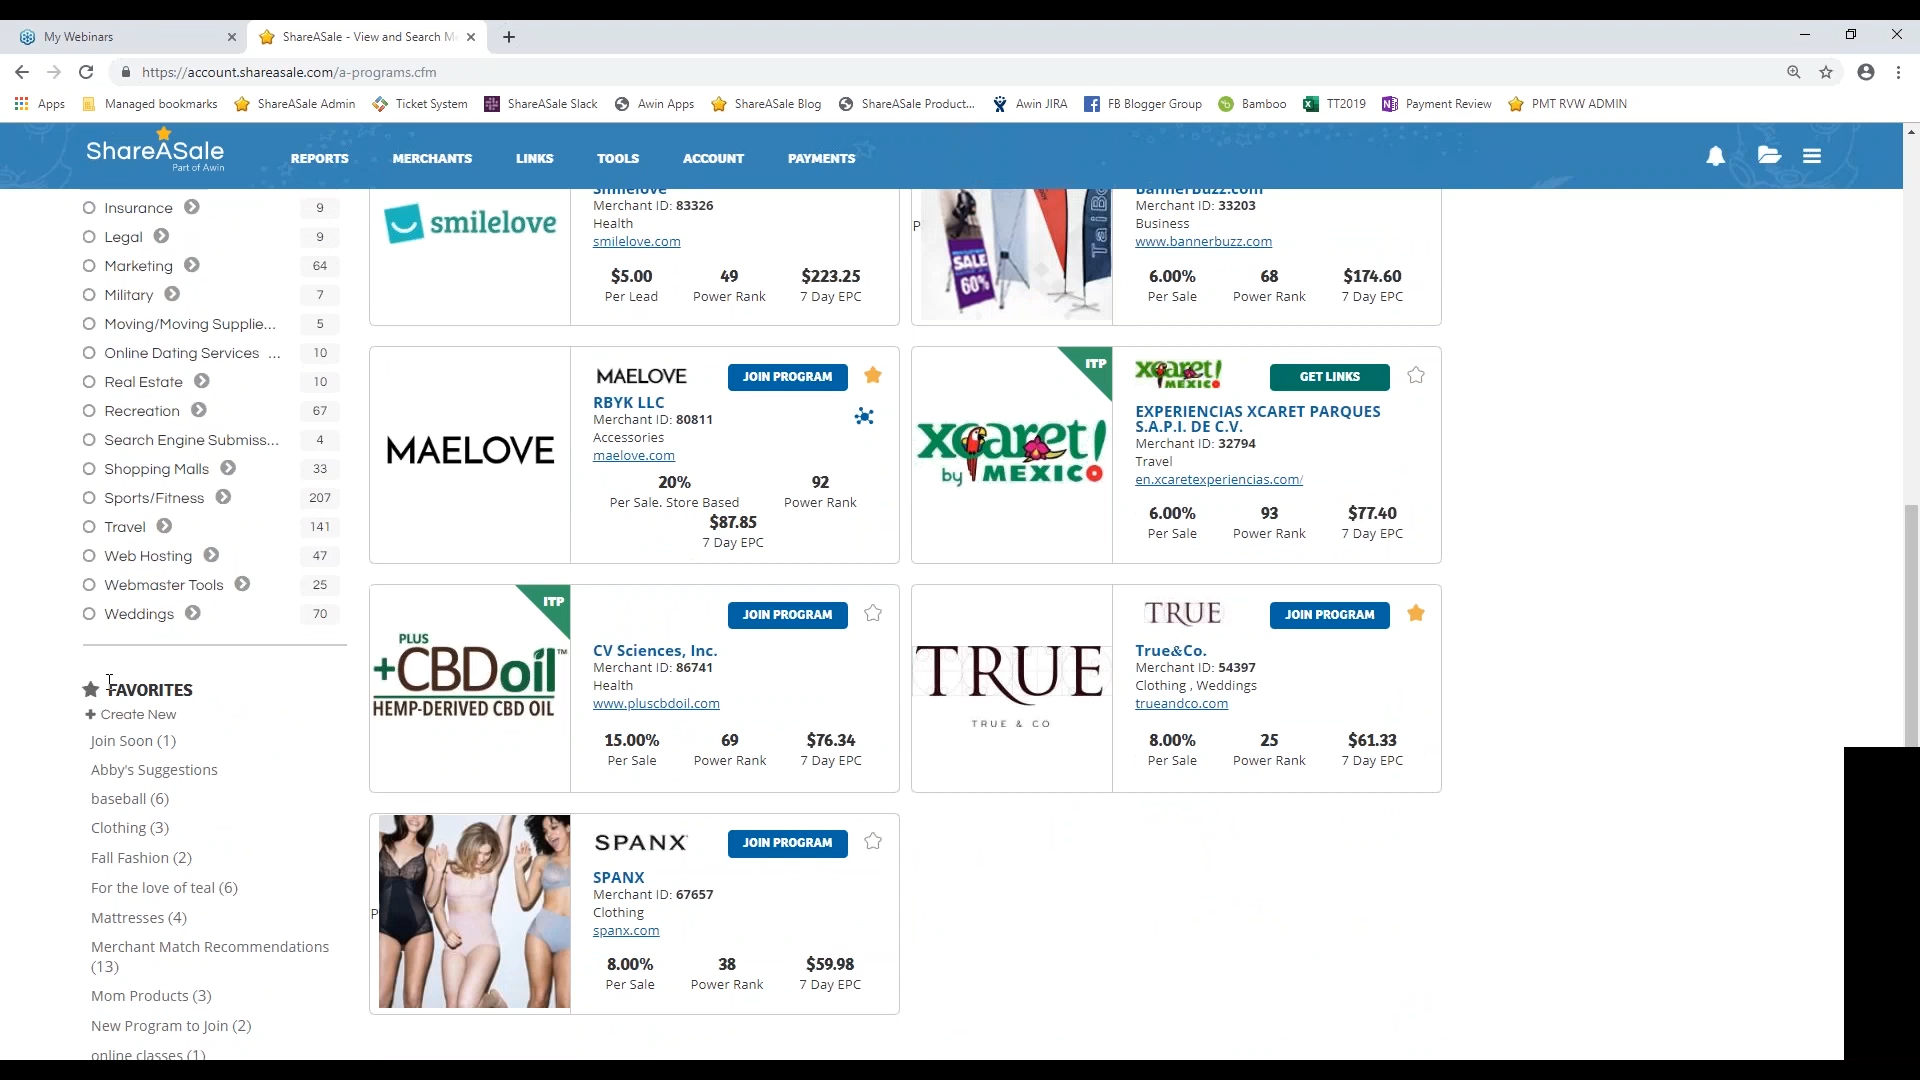 My Webinars
ShareASale - View and Search M
https://account.shareasale.com/a-programs.cfm
Apps Managed bookmarks ShareASale Admin Ticket System ShareASale Slack Awin Apps ShareASale Blog ShareASale Product... Awin JIRA FB Blogger Group Bamboo TT2019 Payment Review PMT RVW ADMIN
ShareASale
Part of Awin
REPORTS MERCHANTS LINKS TOOLS ACCOUNT PAYMENTS
Insurance 9
Legal 9
Marketing 64
Military 7
Moving/Moving Supplie... 5
Online Dating Services ... 10
Real Estate 10
Recreation 67
Search Engine Submiss... 4
Shopping Malls 33
Sports/Fitness 207
Travel 141
Web Hosting 47
Webmaster Tools 25
Weddings 70
FAVORITES
Create New
Join Soon (1)
Abby's Suggestions
baseball (6)
Clothing (3)
Fall Fashion (2)
For the love of teal (6)
Mattresses (4)
Merchant Match Recommendations
(13)
Mom Products (3)
New Program to Join (2)
online classes (1)
smilelove
Smilelove
Merchant ID: 83326
Health
smilelove.com
$5.00 49 $223.25
Per Lead Power Rank 7 Day EPC
P
SALE
60%
BannerBuzz.com
Merchant ID: 33203
Business
www.bannerbuzz.com
6.00% 68 $174.60
Per Sale Power Rank 7 Day EPC
MAELOVE
MAELOVE
JOIN PROGRAM
RBYK LLC
Merchant ID: 80811
Accessories
maelove.com
20% 92
Per Sale. Store Based Power Rank
$87.85
7 Day EPC
ITP
xcaret!
by MEXICO
xcaret!
MEXICO
GET LINKS
EXPERIENCIAS XCARET PARQUES
S.A.P.I. DE C.V.
Merchant ID: 32794
Travel
en.xcaretexperiencias.com/
6.00% 93 $77.40
Per Sale Power Rank 7 Day EPC
ITP
PLUS
+CBDoil™
HEMP-DERIVED CBD OIL
JOIN PROGRAM
CV Sciences, Inc.
Merchant ID: 86741
Health
www.pluscbdoil.com
15.00% 69 $76.34
Per Sale Power Rank 7 Day EPC
TRUE
TRUE & CO
TRUE
JOIN PROGRAM
True&Co.
Merchant ID: 54397
Clothing , Weddings
trueandco.com
8.00% 25 $61.33
Per Sale Power Rank 7 Day EPC
P
SPANX
JOIN PROGRAM
SPANX
Merchant ID: 67657
Clothing
spanx.com
8.00% 38 $59.98
Per Sale Power Rank 7 Day EPC